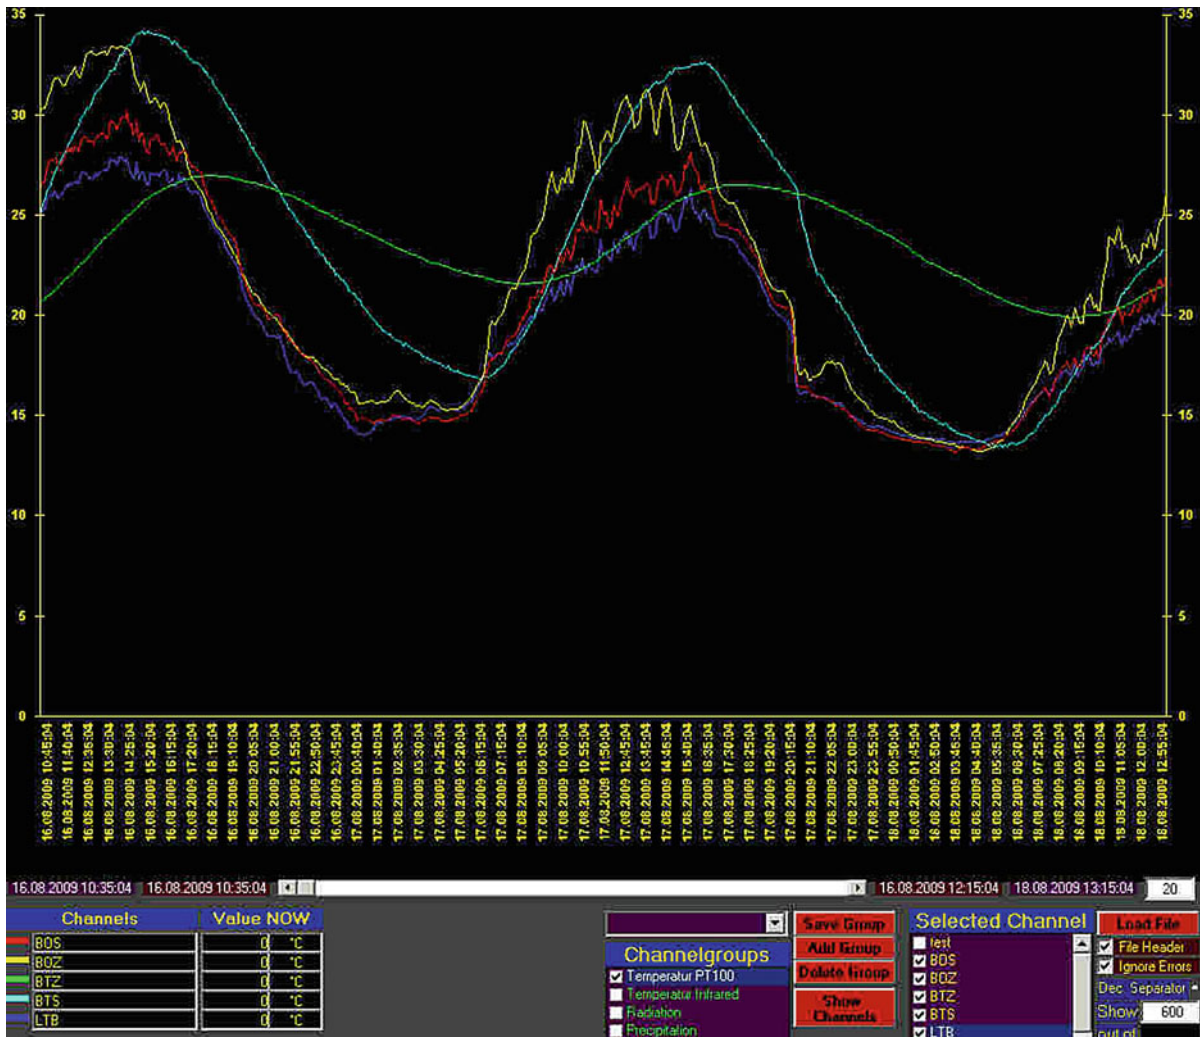 35 35
30 30
25 25
20 20
15 15
10 10
5 5
0 0
16.08.2009 10:45:04
16.08.2009 11:40:04
16.08.2009 12:35:04
16.08.2009 13:30:04
16.08.2009 14:25:04
16.08.2009 15:20:04
16.08.2009 16:15:04
16.08.2009 17:20:04
16.08.2009 18:15:04
16.08.2009 19:10:04
16.08.2009 20:05:04
16.08.2009 21:00:04
16.08.2009 21:55:04
16.08.2009 22:50:04
16.08.2009 23:45:04
17.08.2009 00:40:04
17.08.2009 01:40:04
17.08.2009 02:35:04
17.08.2009 03:30:04
17.08.2009 04:25:04
17.08.2009 05:20:04
17.08.2009 06:15:04
17.08.2009 07:15:04
17.08.2009 08:10:04
17.08.2009 09:05:04
17.08.2009 10:00:04
17.08.2009 10:55:04
17.08.2009 11:50:04
17.08.2009 12:45:04
17.08.2009 13:45:04
17.08.2009 14:45:04
17.08.2009 15:40:04
17.08.2009 16:35:04
17.08.2009 17:30:04
17.08.2009 18:25:04
17.08.2009 19:20:04
17.08.2009 20:15:04
17.08.2009 21:10:04
17.08.2009 22:05:04
17.08.2009 23:00:04
17.08.2009 23:55:04
18.08.2009 00:50:04
18.08.2009 01:45:04
18.08.2009 02:50:04
18.08.2009 03:45:04
18.08.2009 04:40:04
18.08.2009 05:35:04
18.08.2009 06:30:04
18.08.2009 07:25:04
18.08.2009 08:20:04
18.08.2009 09:15:04
18.08.2009 10:10:04
18.08.2009 11:05:04
18.08.2009 12:00:04
18.08.2009 12:55:04
16.08.2009 10:35:04 16.08.2009 10:35:04 16.08.2009 12:15:04 18.08.2009 13:15:04 20
Channels Value NOW
BOS 0 °C
BOZ 0 °C
BTZ 0 °C
BTS 0 °C
LTB 0 °C
Channelgroups
Temperatur PT100
Temperatur Infrared
Radiation
Precipitation
Save Group
Add Group
Delete Group
Show
Channels
Selected Channel
test
BOS
BOZ
BTZ
BTS
LTB
Load File
File Header
Ignore Errors
Dec. Separator
Show 600
out of